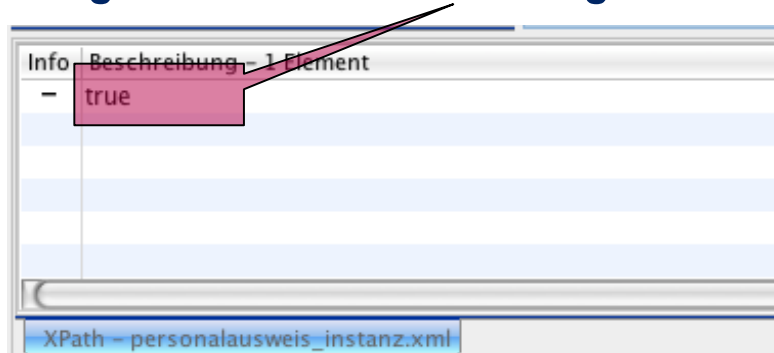 Info Beschreibung – 1 Element
– true
XPath – personalausweis_instanz.xml